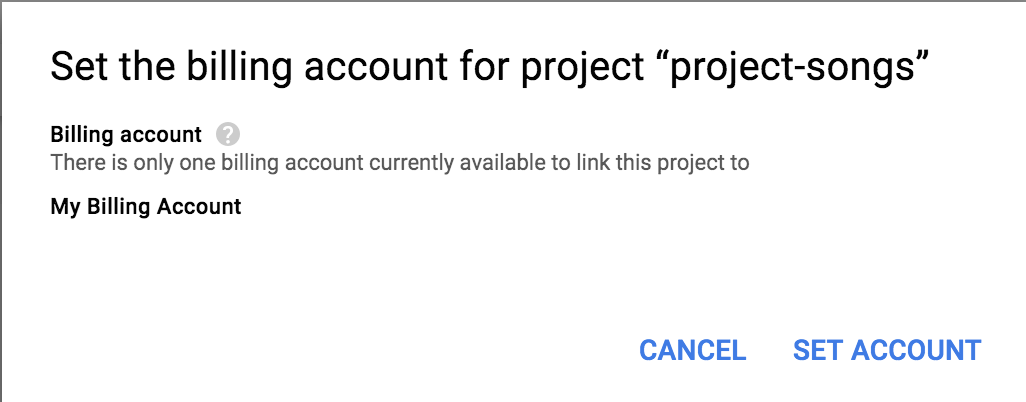 Set the billing account for project “project-songs”
Billing account ?
There is only one billing account currently available to link this project to
My Billing Account
CANCEL SET ACCOUNT